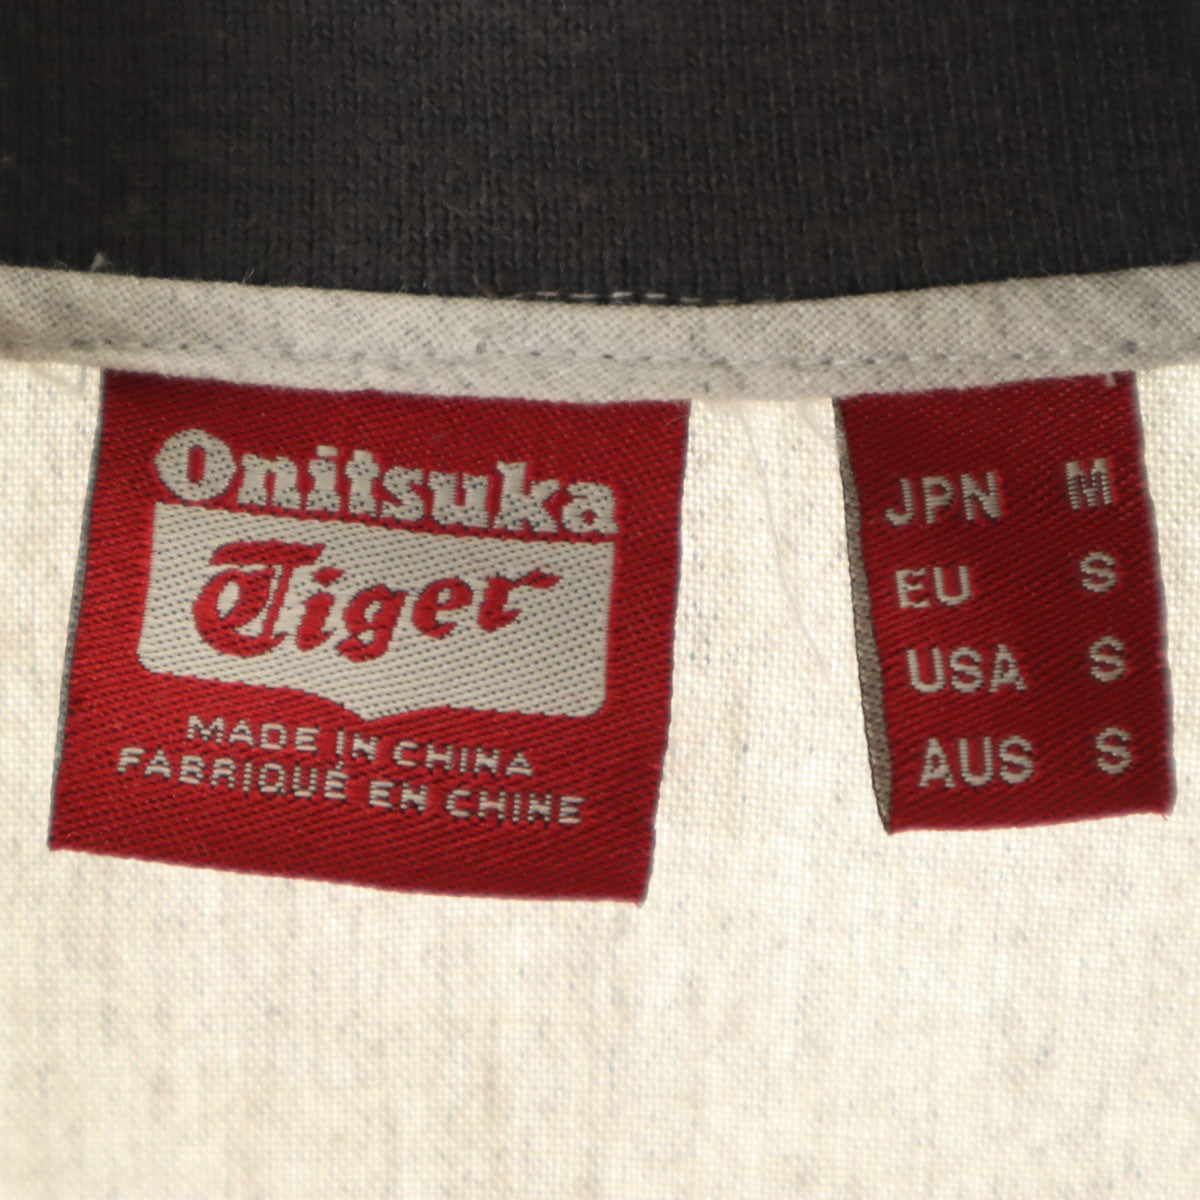 Onitsuka
Tiger
MADE IN CHINA
FABRIQUÉ EN CHINE
JPN M
EU S
USA S
AUS S